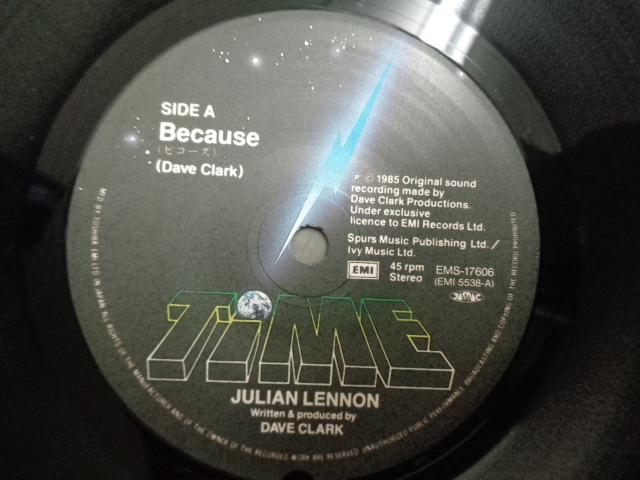 SIDE A
Because
(ビコーズ)
(Dave Clark)
℗ © 1985 Original sound
recording made by
Dave Clark Productions.
Under exclusive
licence to EMI Records Ltd.
Spurs Music Publishing Ltd./
Ivy Music Ltd.
EMI
45 rpm
Stereo
EMS-17606
(EMI 5538-A)
JASRAC
TIME
JULIAN LENNON
Written & produced by
DAVE CLARK
MF'D BY TOSHIBA EMI LTD. IN JAPAN ALL RIGHTS OF THE MANUFACTURER AND OF THE OWNER OF THE RECORDED WORK ARE RESERVED UNAUTHORIZED PUBLIC PERFORMANCE BROADCASTING AND COPYING OF THE RECORD PROHIBITED